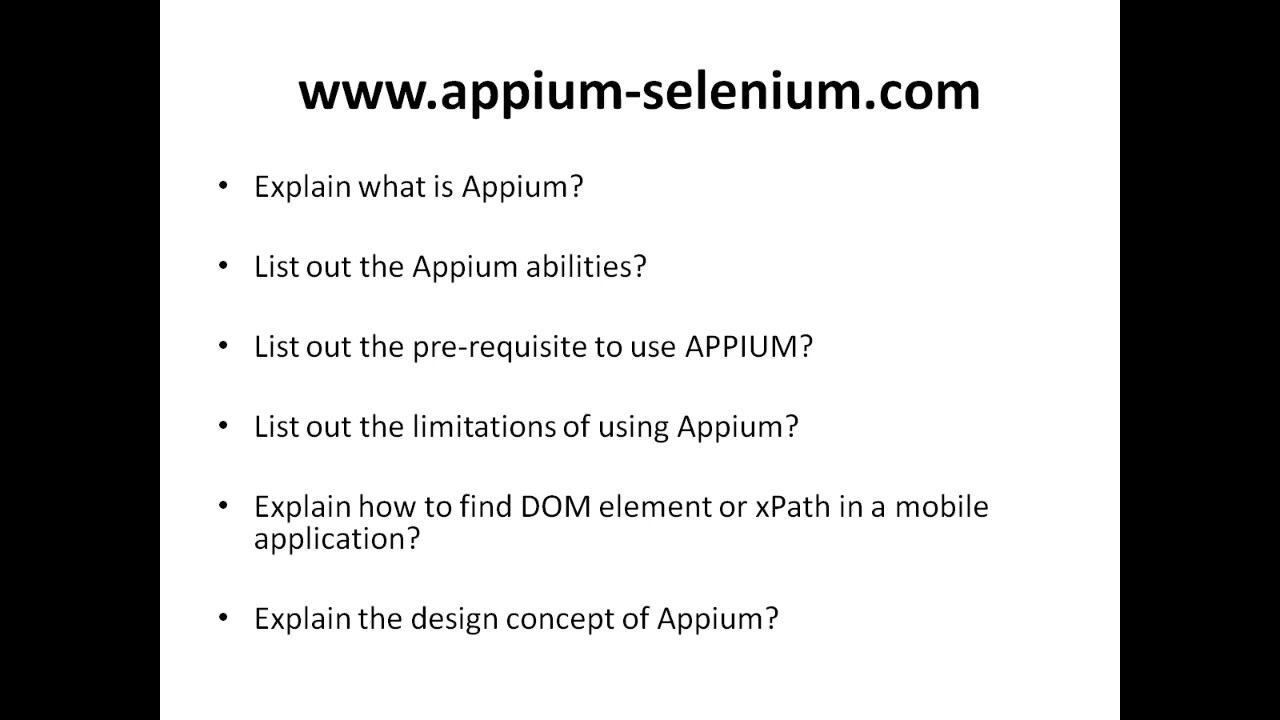 www.appium-selenium.com
• Explain what is Appium?
• List out the Appium abilities?
• List out the pre-requisite to use APPIUM?
• List out the limitations of using Appium?
• Explain how to find DOM element or xPath in a mobile
application?
• Explain the design concept of Appium?